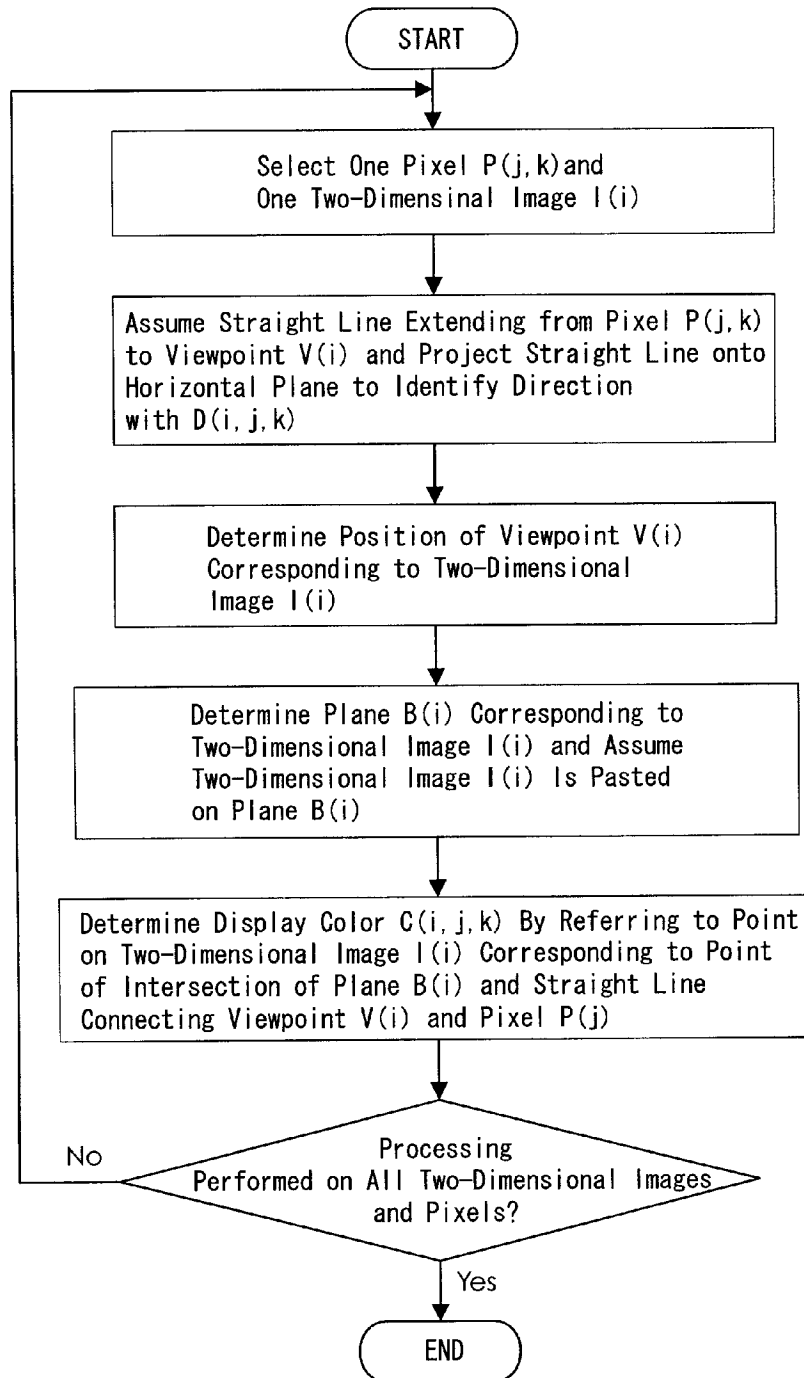 START
Select One Pixel P(j,k)and
One Two-Dimensinal Image I(i)
Assume Straight Line Extending from Pixel P(j,k)
to Viewpoint V(i) and Project Straight Line onto
Horizontal Plane to Identify Direction
with D(i,j,k)
Determine Position of Viewpoint V(i)
Corresponding to Two-Dimensional
Image I(i)
Determine Plane B(i) Corresponding to
Two-Dimensional Image I(i) and Assume
Two-Dimensional Image I(i) Is Pasted
on Plane B(i)
Determine Display Color C(i,j,k) By Referring to Point
on Two-Dimensional Image I(i) Corresponding to Point
of Intersection of Plane B(i) and Straight Line
Connecting Viewpoint V(i) and Pixel P(j)
No
Processing
Performed on All Two-Dimensional Images
and Pixels?
Yes
END